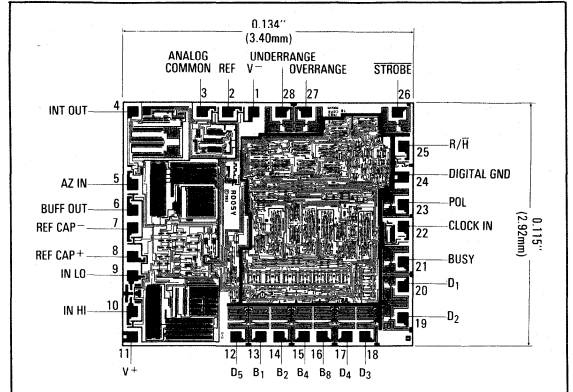 0.134"
(3.40mm)
ANALOG
COMMON REF V− UNDERRANGE
OVERRANGE STROBE
3 2 1 28 27 26
INT OUT 4
AZ IN 5
BUFF OUT 6
REF CAP− 7
REF CAP+ 8
IN LO 9
IN HI 10
25 R/H̅
24 DIGITAL GND
23 POL
22 CLOCK IN
21 BUSY
20 D1
19 D2
0.115"
(2.92mm)
11 12 13 14 15 16 17 18
V+ D5 B1 B2 B4 B8 D4 D3